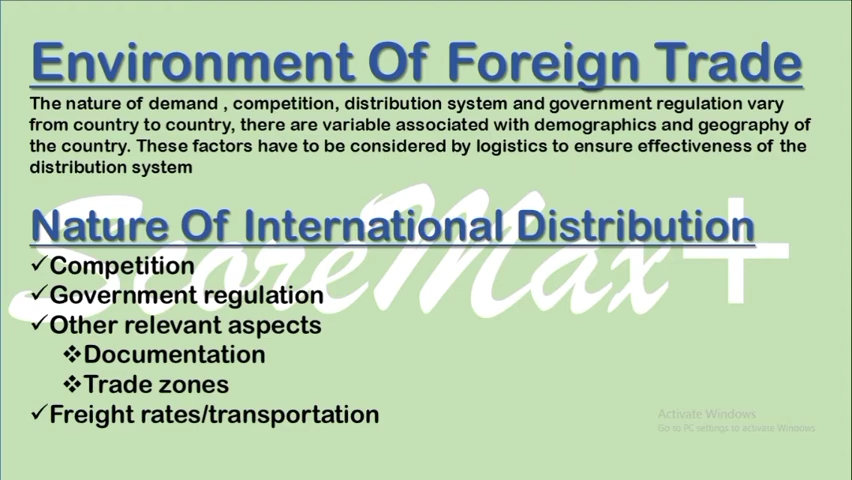 Environment Of Foreign Trade
The nature of demand , competition, distribution system and government regulation vary
from country to country, there are variable associated with demographics and geography of
the country. These factors have to be considered by logistics to ensure effectiveness of the
distribution system
ScoreMax+
Nature Of International Distribution
✓Competition
✓Government regulation
✓Other relevant aspects
❖Documentation
❖Trade zones
✓Freight rates/transportation
Activate Windows
Go to PC settings to activate Windows